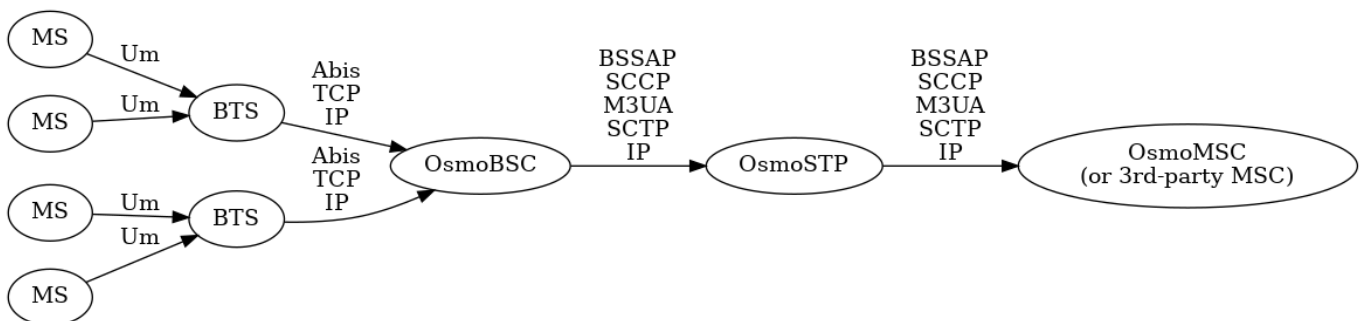 MS
Um
MS
Um
BTS
Abis
TCP
IP
MS
Um
MS
Um
BTS
Abis
TCP
IP
OsmoBSC
BSSAP
SCCP
M3UA
SCTP
IP
OsmoSTP
BSSAP
SCCP
M3UA
SCTP
IP
OsmoMSC
(or 3rd-party MSC)